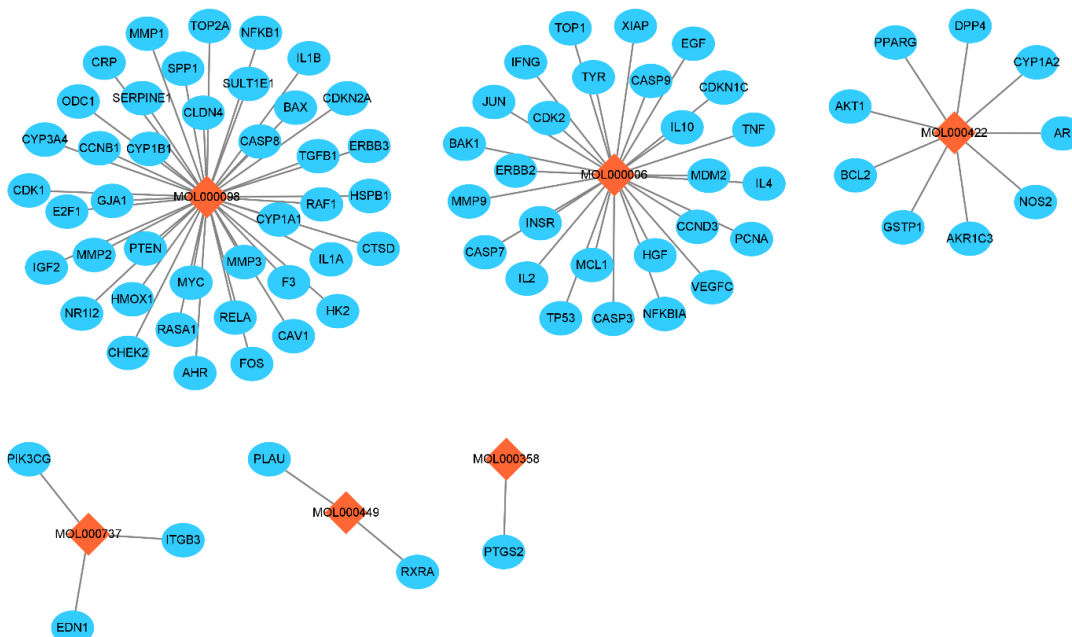 TOP2A
MMP1
NFKB1
CRP
SPP1
IL1B
SULT1E1
ODC1
SERPINE1
CLDN4
BAX
CDKN2A
CYP3A4
CCNB1
CYP1B1
CASP8
TGFB1
ERBB3
CDK1
E2F1
GJA1
MOL000098
RAF1
HSPB1
CYP1A1
IGF2
MMP2
PTEN
MMP3
IL1A
CTSD
NR1I2
HMOX1
MYC
F3
HK2
RASA1
RELA
CAV1
CHEK2
AHR
FOS
TOP1
XIAP
EGF
IFNG
TYR
CASP9
CDKN1C
JUN
CDK2
IL10
TNF
BAK1
ERBB2
MOL000006
MDM2
IL4
MMP9
INSR
CCND3
PCNA
CASP7
IL2
MCL1
HGF
VEGFC
TP53
CASP3
NFKBIA
DPP4
PPARG
CYP1A2
AKT1
MOL000422
AR
BCL2
NOS2
GSTP1
AKR1C3
PIK3CG
MOL000737
ITGB3
EDN1
PLAU
MOL000449
RXRA
MOL000358
PTGS2